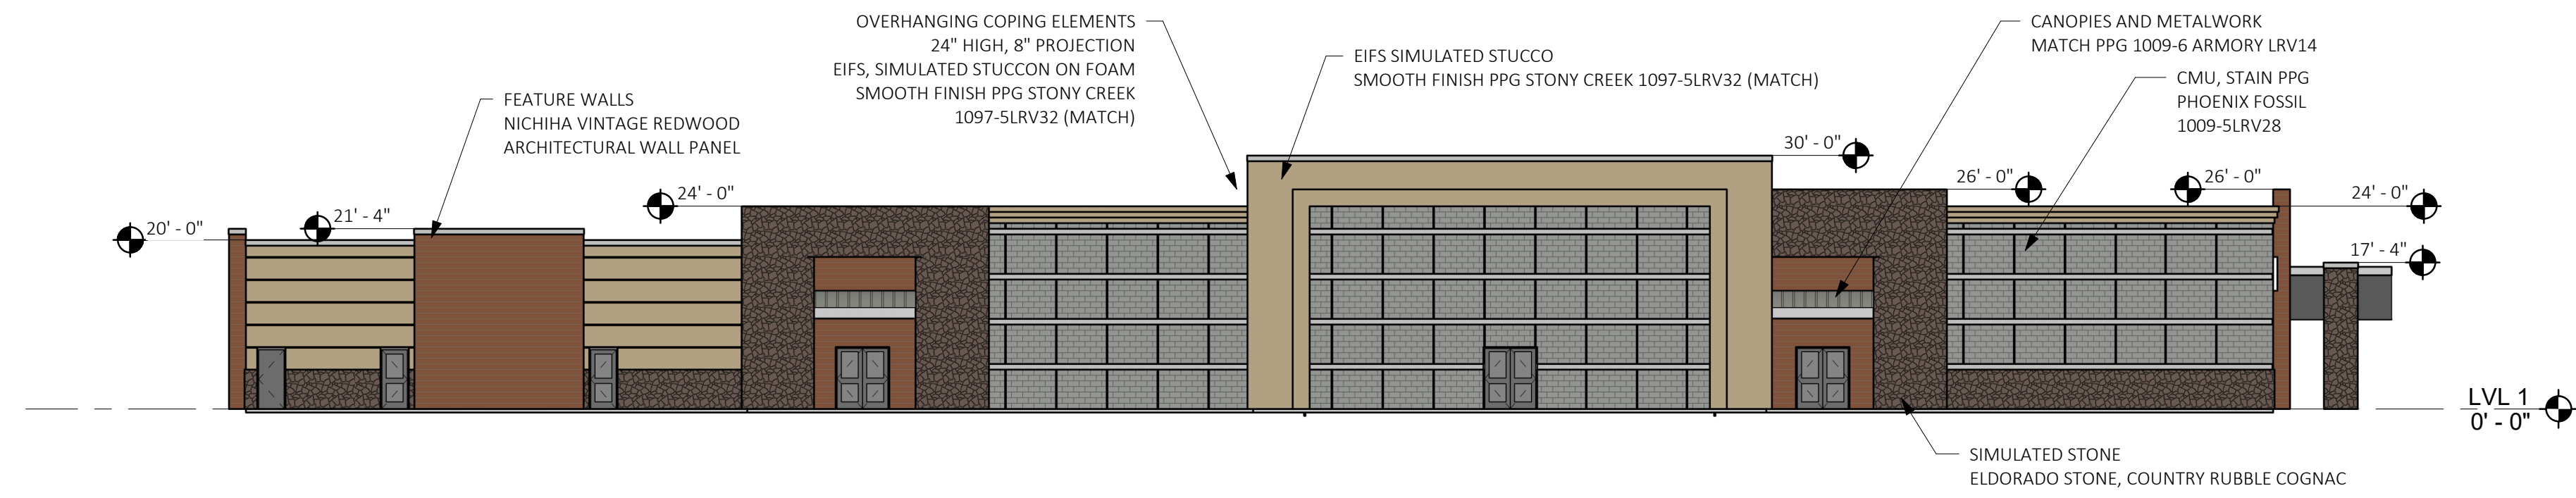 OVERHANGING COPING ELEMENTS
24" HIGH, 8" PROJECTION
EIFS, SIMULATED STUCCON ON FOAM
SMOOTH FINISH PPG STONY CREEK
1097-5LRV32 (MATCH)
EIFS SIMULATED STUCCO
SMOOTH FINISH PPG STONY CREEK 1097-5LRV32 (MATCH)
CANOPIES AND METALWORK
MATCH PPG 1009-6 ARMORY LRV14
CMU, STAIN PPG
PHOENIX FOSSIL
1009-5LRV28
FEATURE WALLS
NICHIHA VINTAGE REDWOOD
ARCHITECTURAL WALL PANEL
20' - 0"
21' - 4"
24' - 0"
30' - 0"
26' - 0"
26' - 0"
24' - 0"
17' - 4"
LVL 1
0' - 0"
SIMULATED STONE
ELDORADO STONE, COUNTRY RUBBLE COGNAC